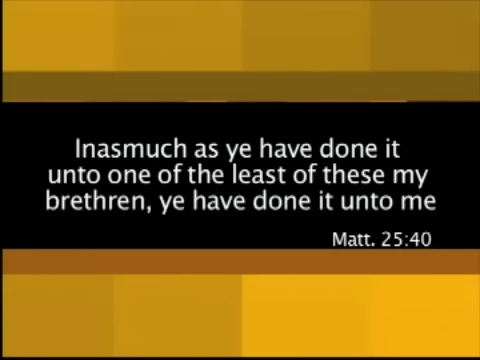 Inasmuch as ye have done it
unto one of the least of these my
brethren, ye have done it unto me
Matt. 25:40